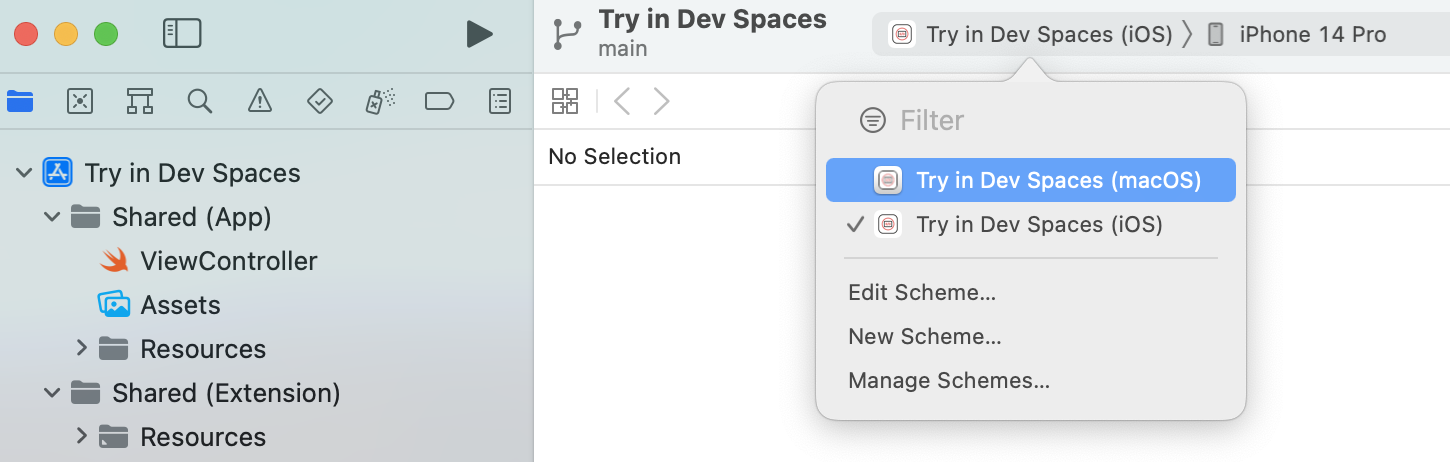 Try in Dev Spaces
main
Try in Dev Spaces (iOS)
iPhone 14 Pro
Filter
No Selection
Try in Dev Spaces (macOS)
Try in Dev Spaces (iOS)
Edit Scheme...
New Scheme...
Manage Schemes...
Try in Dev Spaces
Shared (App)
ViewController
Assets
Resources
Shared (Extension)
Resources